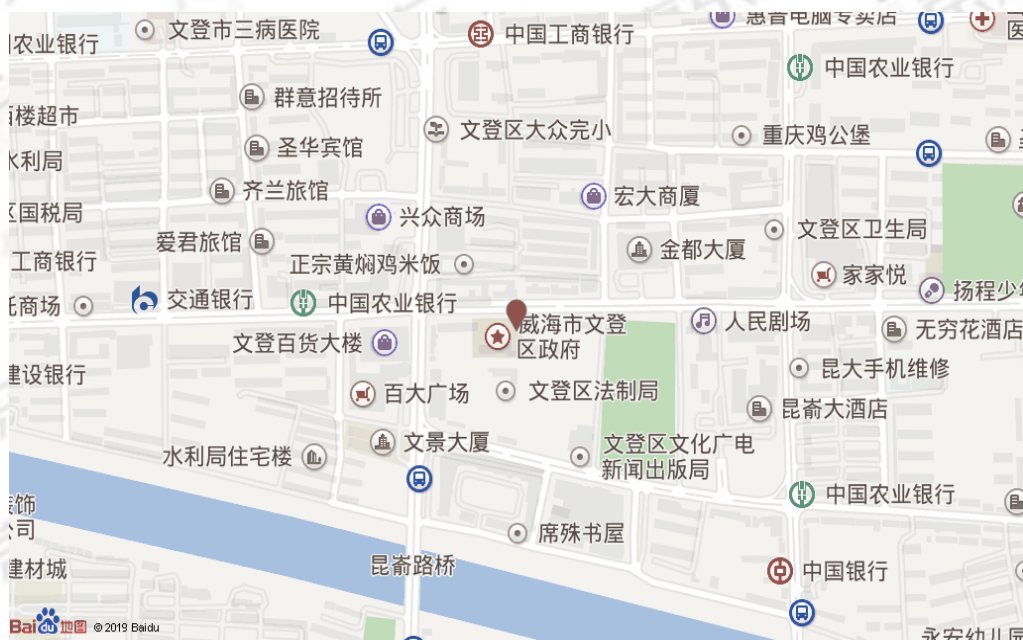 惠普电脑专卖店
文登市三病医院
中国工商银行
农业银行
中国农业银行
群意招待所
楼超市
文登区大众完小
重庆鸡公堡
圣华宾馆
水利局
齐兰旅馆
宏大商厦
区国税局
兴众商场
文登区卫生局
爱君旅馆
金都大厦
工商银行
正宗黄焖鸡米饭
家家悦
扬程少年
托商场
交通银行
中国农业银行
人民剧场
威海市文登
区政府
无穷花酒店
文登百货大楼
昆大手机维修
建设银行
百大广场
文登区法制局
昆嵛大酒店
文景大厦
文登区文化广电
新闻出版局
水利局住宅楼
中国农业银行
装饰
公司
席殊书屋
昆嵛路桥
建材城
中国银行
永安幼儿园
Bai du 地图 © 2019 Baidu